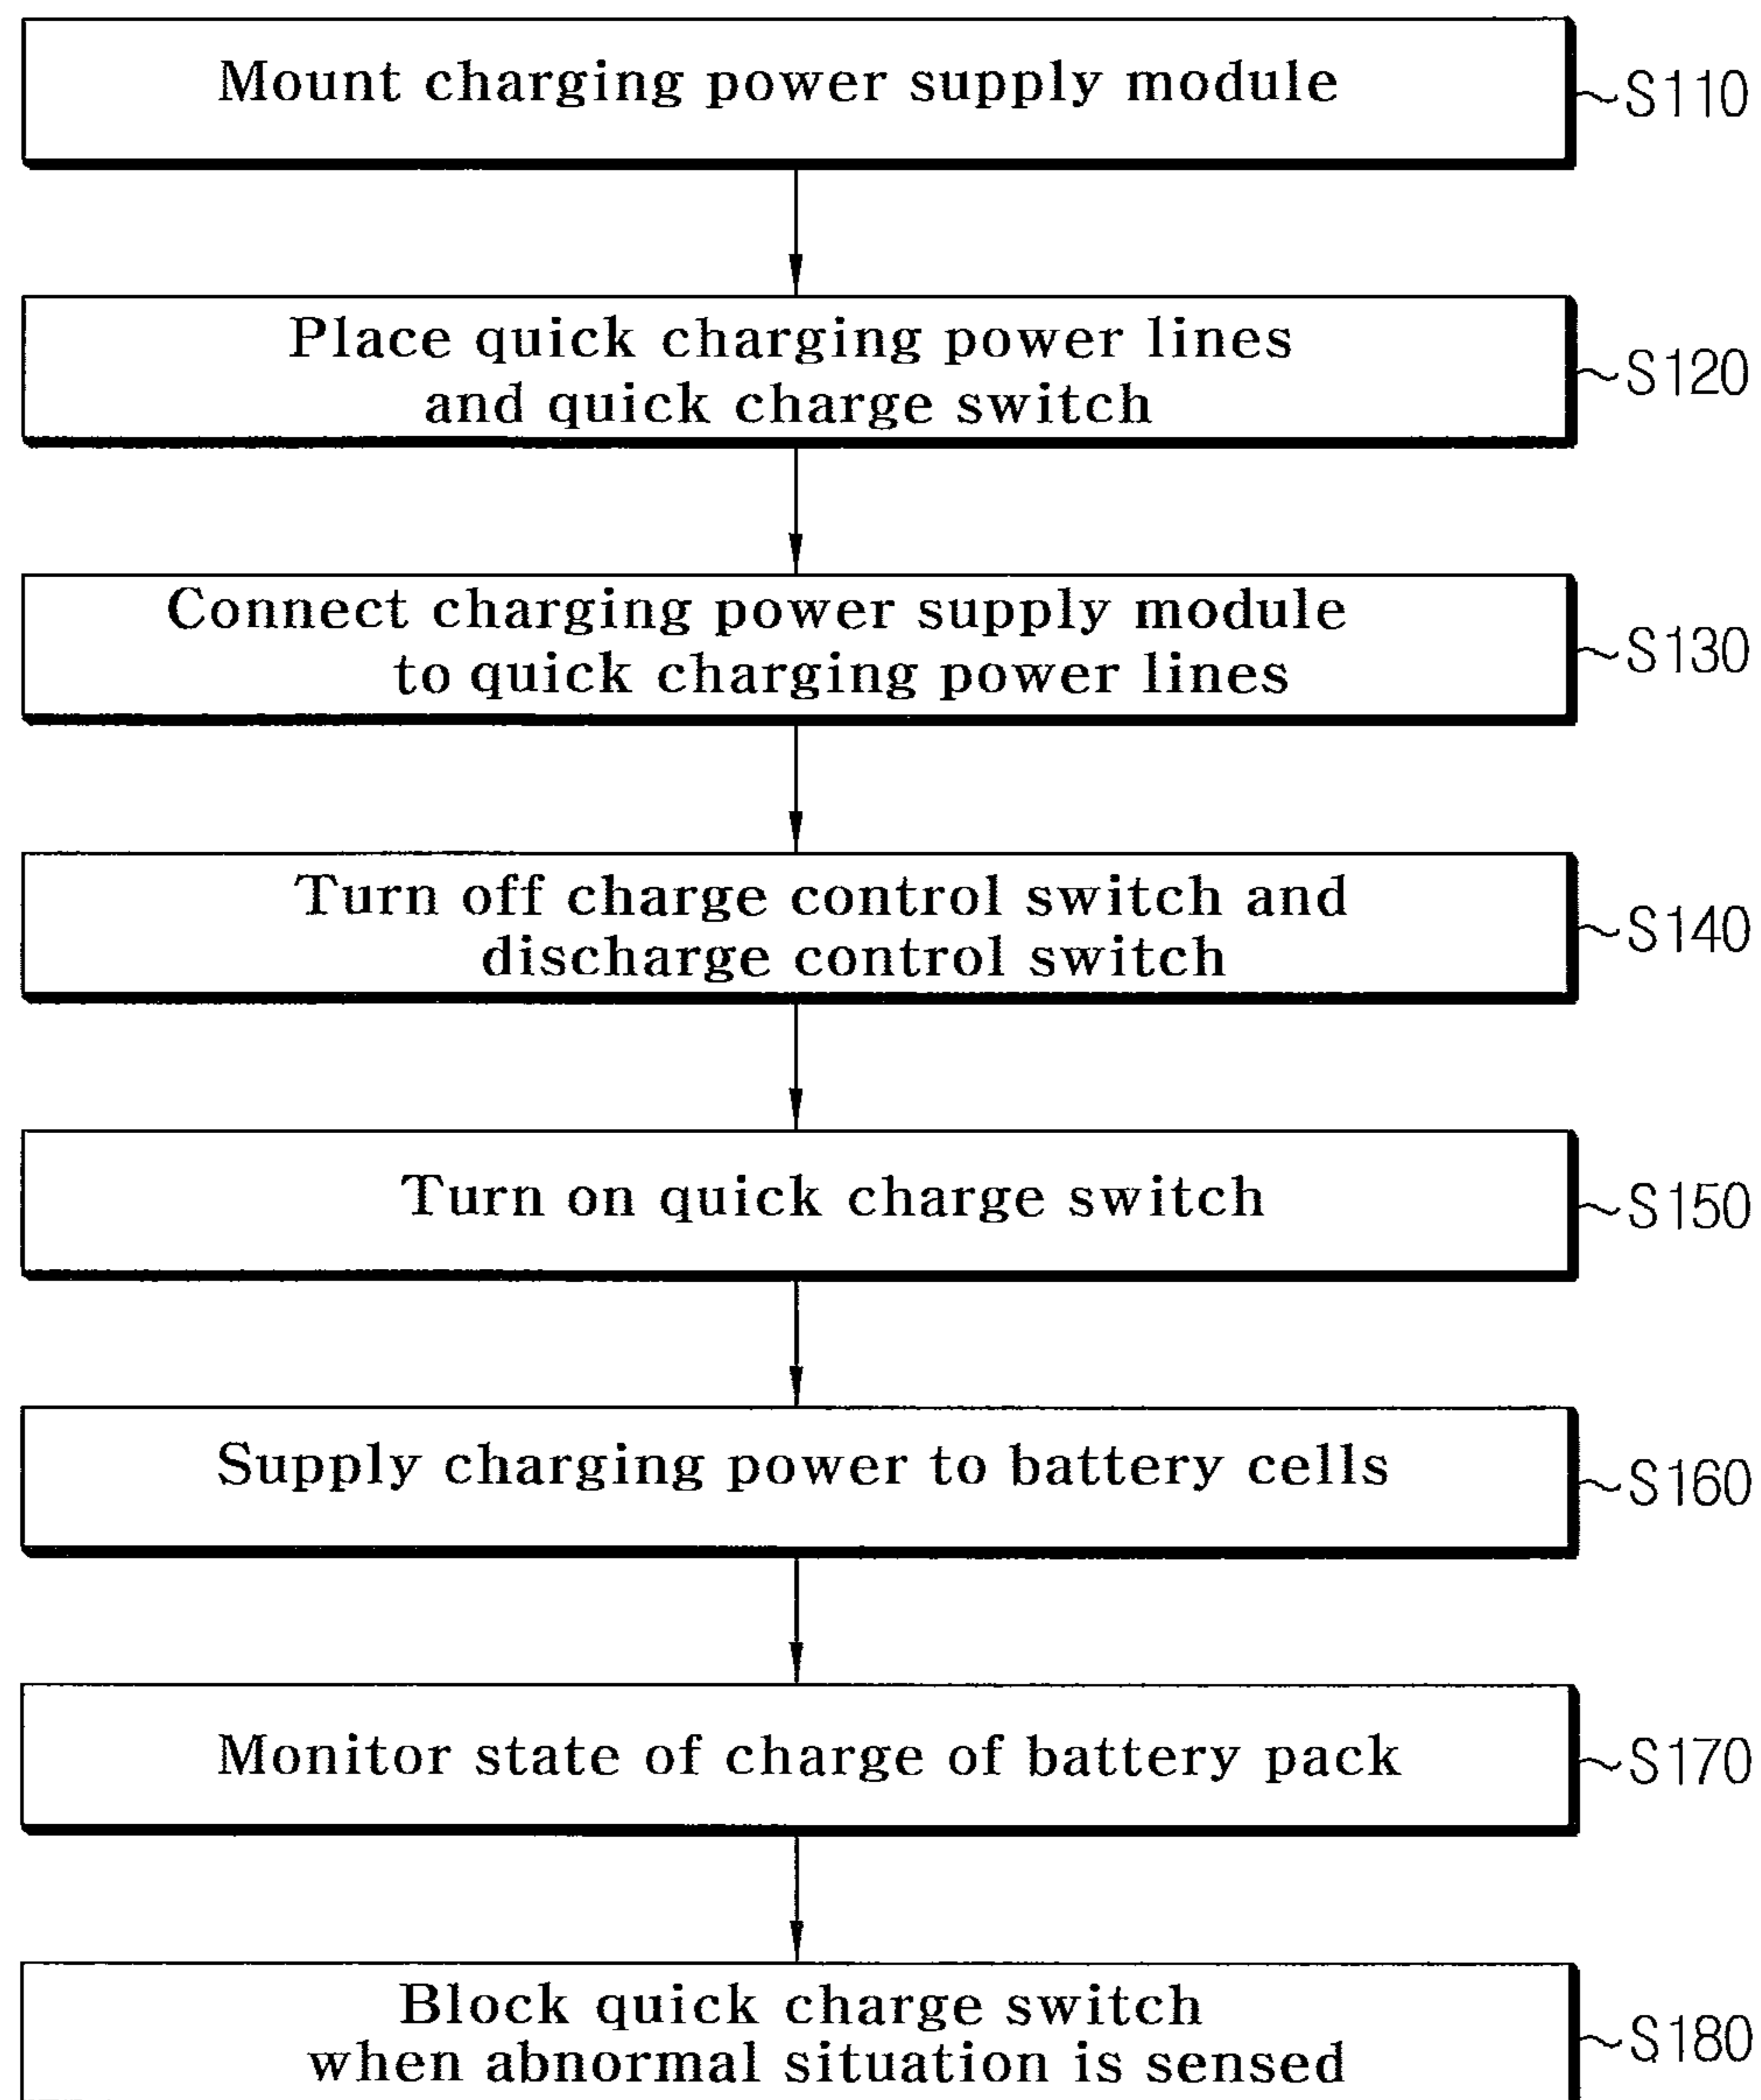 Mount charging power supply module
S110
Place quick charging power lines
and quick charge switch
S120
Connect charging power supply module
to quick charging power lines
S130
Turn off charge control switch and
discharge control switch
S140
Turn on quick charge switch
S150
Supply charging power to battery cells
S160
Monitor state of charge of battery pack
S170
Block quick charge switch
when abnormal situation is sensed
S180